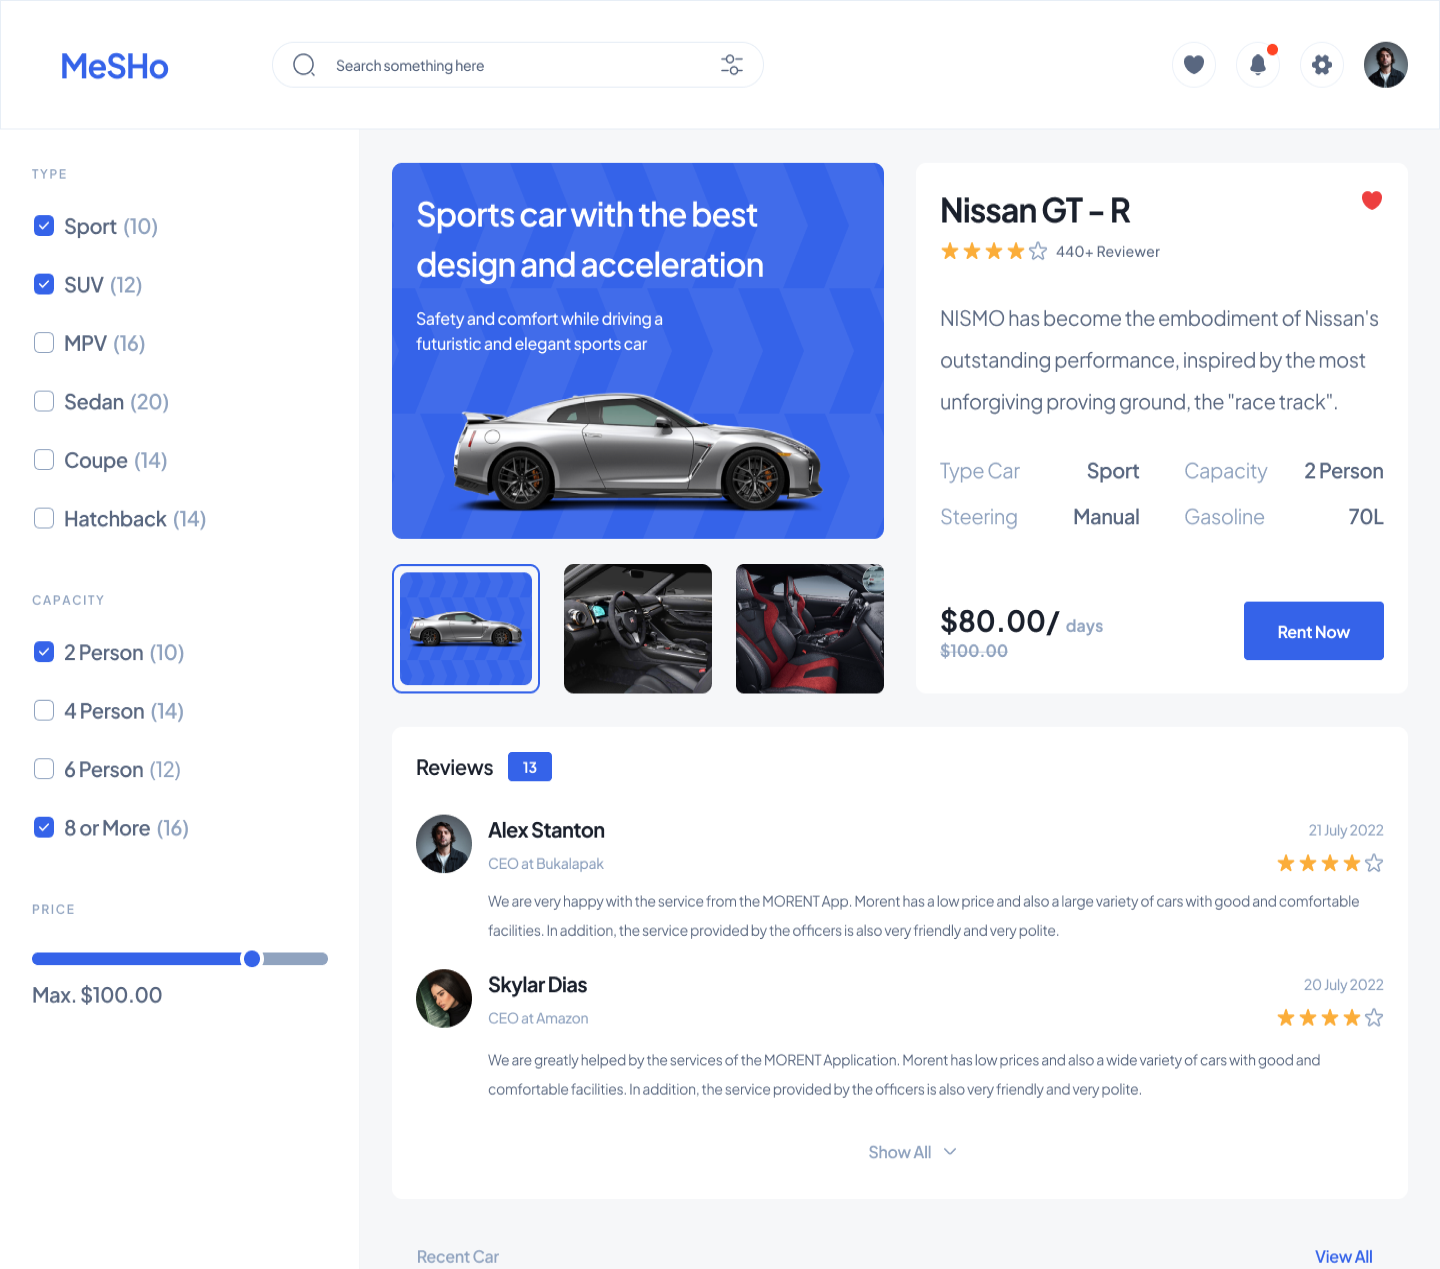 MeSHo
Search something here
TYPE
Sport (10)
SUV (12)
MPV (16)
Sedan (20)
Coupe (14)
Hatchback (14)
CAPACITY
2 Person (10)
4 Person (14)
6 Person (12)
8 or More (16)
PRICE
Max. $100.00
Sports car with the best
design and acceleration
Safety and comfort while driving a
futuristic and elegant sports car
Nissan GT - R
440+ Reviewer
NISMO has become the embodiment of Nissan's
outstanding performance, inspired by the most
unforgiving proving ground, the "race track".
Type Car Sport Capacity 2 Person
Steering Manual Gasoline 70L
$80.00/ days
$100.00
Rent Now
Reviews 13
Alex Stanton
21 July 2022
CEO at Bukalapak
We are very happy with the service from the MORENT App. Morent has a low price and also a large variety of cars with good and comfortable
facilities. In addition, the service provided by the officers is also very friendly and very polite.
Skylar Dias
20 July 2022
CEO at Amazon
We are greatly helped by the services of the MORENT Application. Morent has low prices and also a wide variety of cars with good and
comfortable facilities. In addition, the service provided by the officers is also very friendly and very polite.
Show All
Recent Car
View All